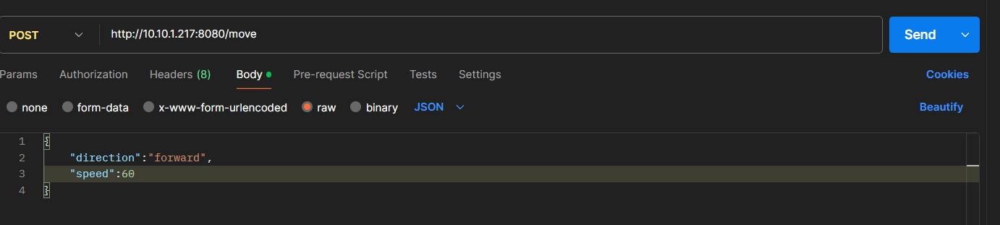 POST http://10.10.1.217:8080/move Send
Params Authorization Headers (8) Body Pre-request Script Tests Settings Cookies
none form-data x-www-form-urlencoded raw binary JSON Beautify
1 {
2 "direction":"forward",
3 "speed":60
4 }